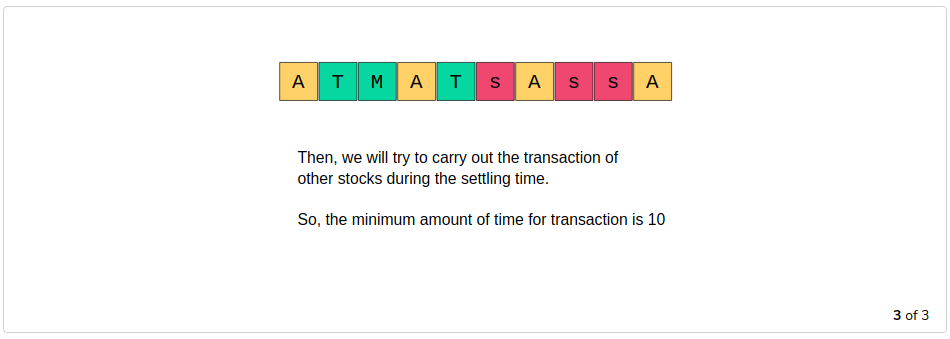 A T M A T s A s s A
Then, we will try to carry out the transaction of
other stocks during the settling time.
So, the minimum amount of time for transaction is 10
3 of 3